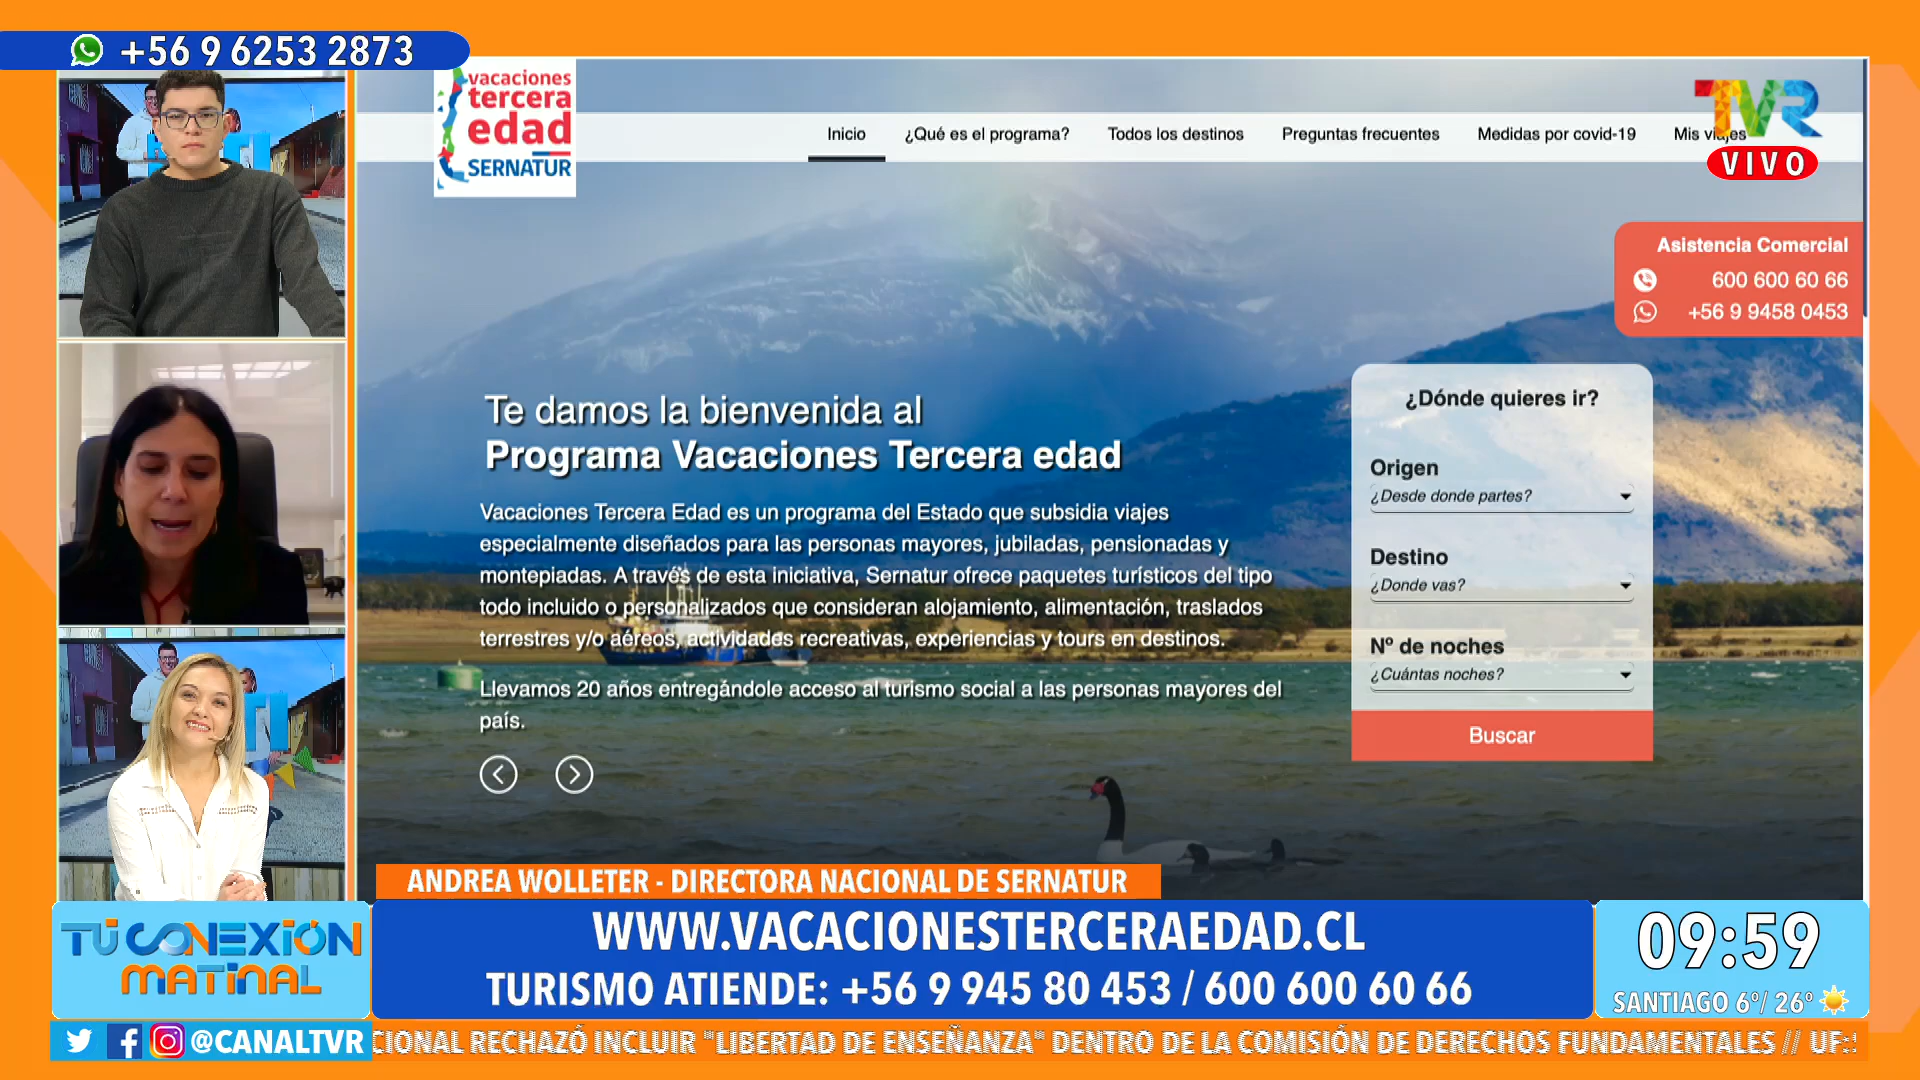 +56 9 6253 2873
vacaciones
tercera
edad
SERNATUR
Inicio
¿Qué es el programa?
Todos los destinos
Preguntas frecuentes
Medidas por covid-19
Mis viajes
TVR
VIVO
Asistencia Comercial
600 600 60 66
+56 9 9458 0453
Te damos la bienvenida al
Programa Vacaciones Tercera edad
Vacaciones Tercera Edad es un programa del Estado que subsidia viajes
especialmente diseñados para las personas mayores, jubiladas, pensionadas y
montepiadas. A través de esta iniciativa, Sernatur ofrece paquetes turísticos del tipo
todo incluido o personalizados que consideran alojamiento, alimentación, traslados
terrestres y/o aéreos, actividades recreativas, experiencias y tours en destinos.
Llevamos 20 años entregándole acceso al turismo social a las personas mayores del
país.
¿Dónde quieres ir?
Origen
¿Desde donde partes?
Destino
¿Donde vas?
Nº de noches
¿Cuántas noches?
Buscar
ANDREA WOLLETER - DIRECTORA NACIONAL DE SERNATUR
TÚ CONEXIÓN
MATINAL
WWW.VACACIONESTERCERAEDAD.CL
TURISMO ATIENDE: +56 9 945 80 453 / 600 600 60 66
09:59
SANTIAGO 6º/ 26º
@CANALTVR
CIONAL RECHAZÓ INCLUIR "LIBERTAD DE ENSEÑANZA" DENTRO DE LA COMISIÓN DE DERECHOS FUNDAMENTALES // UF: